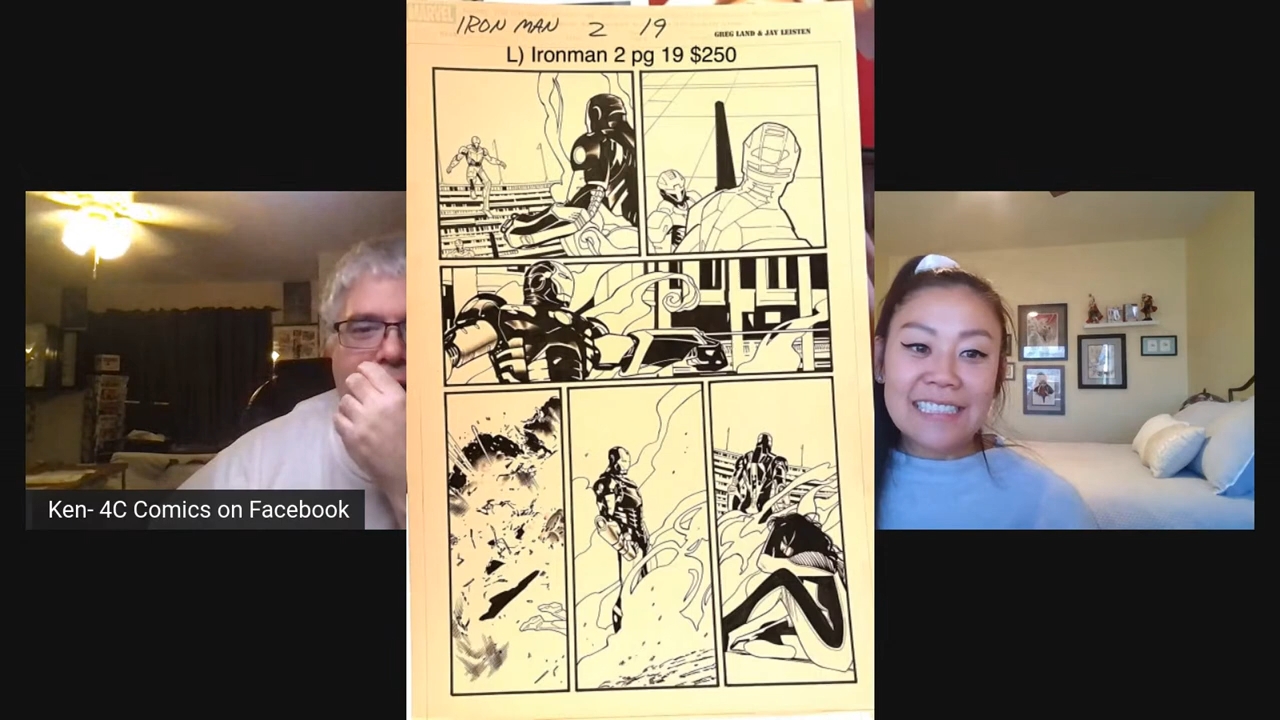 MARVEL
IRON MAN 2 19
GREG LAND & JAY LEISTEN
L) Ironman 2 pg 19 $250
Ken- 4C Comics on Facebook